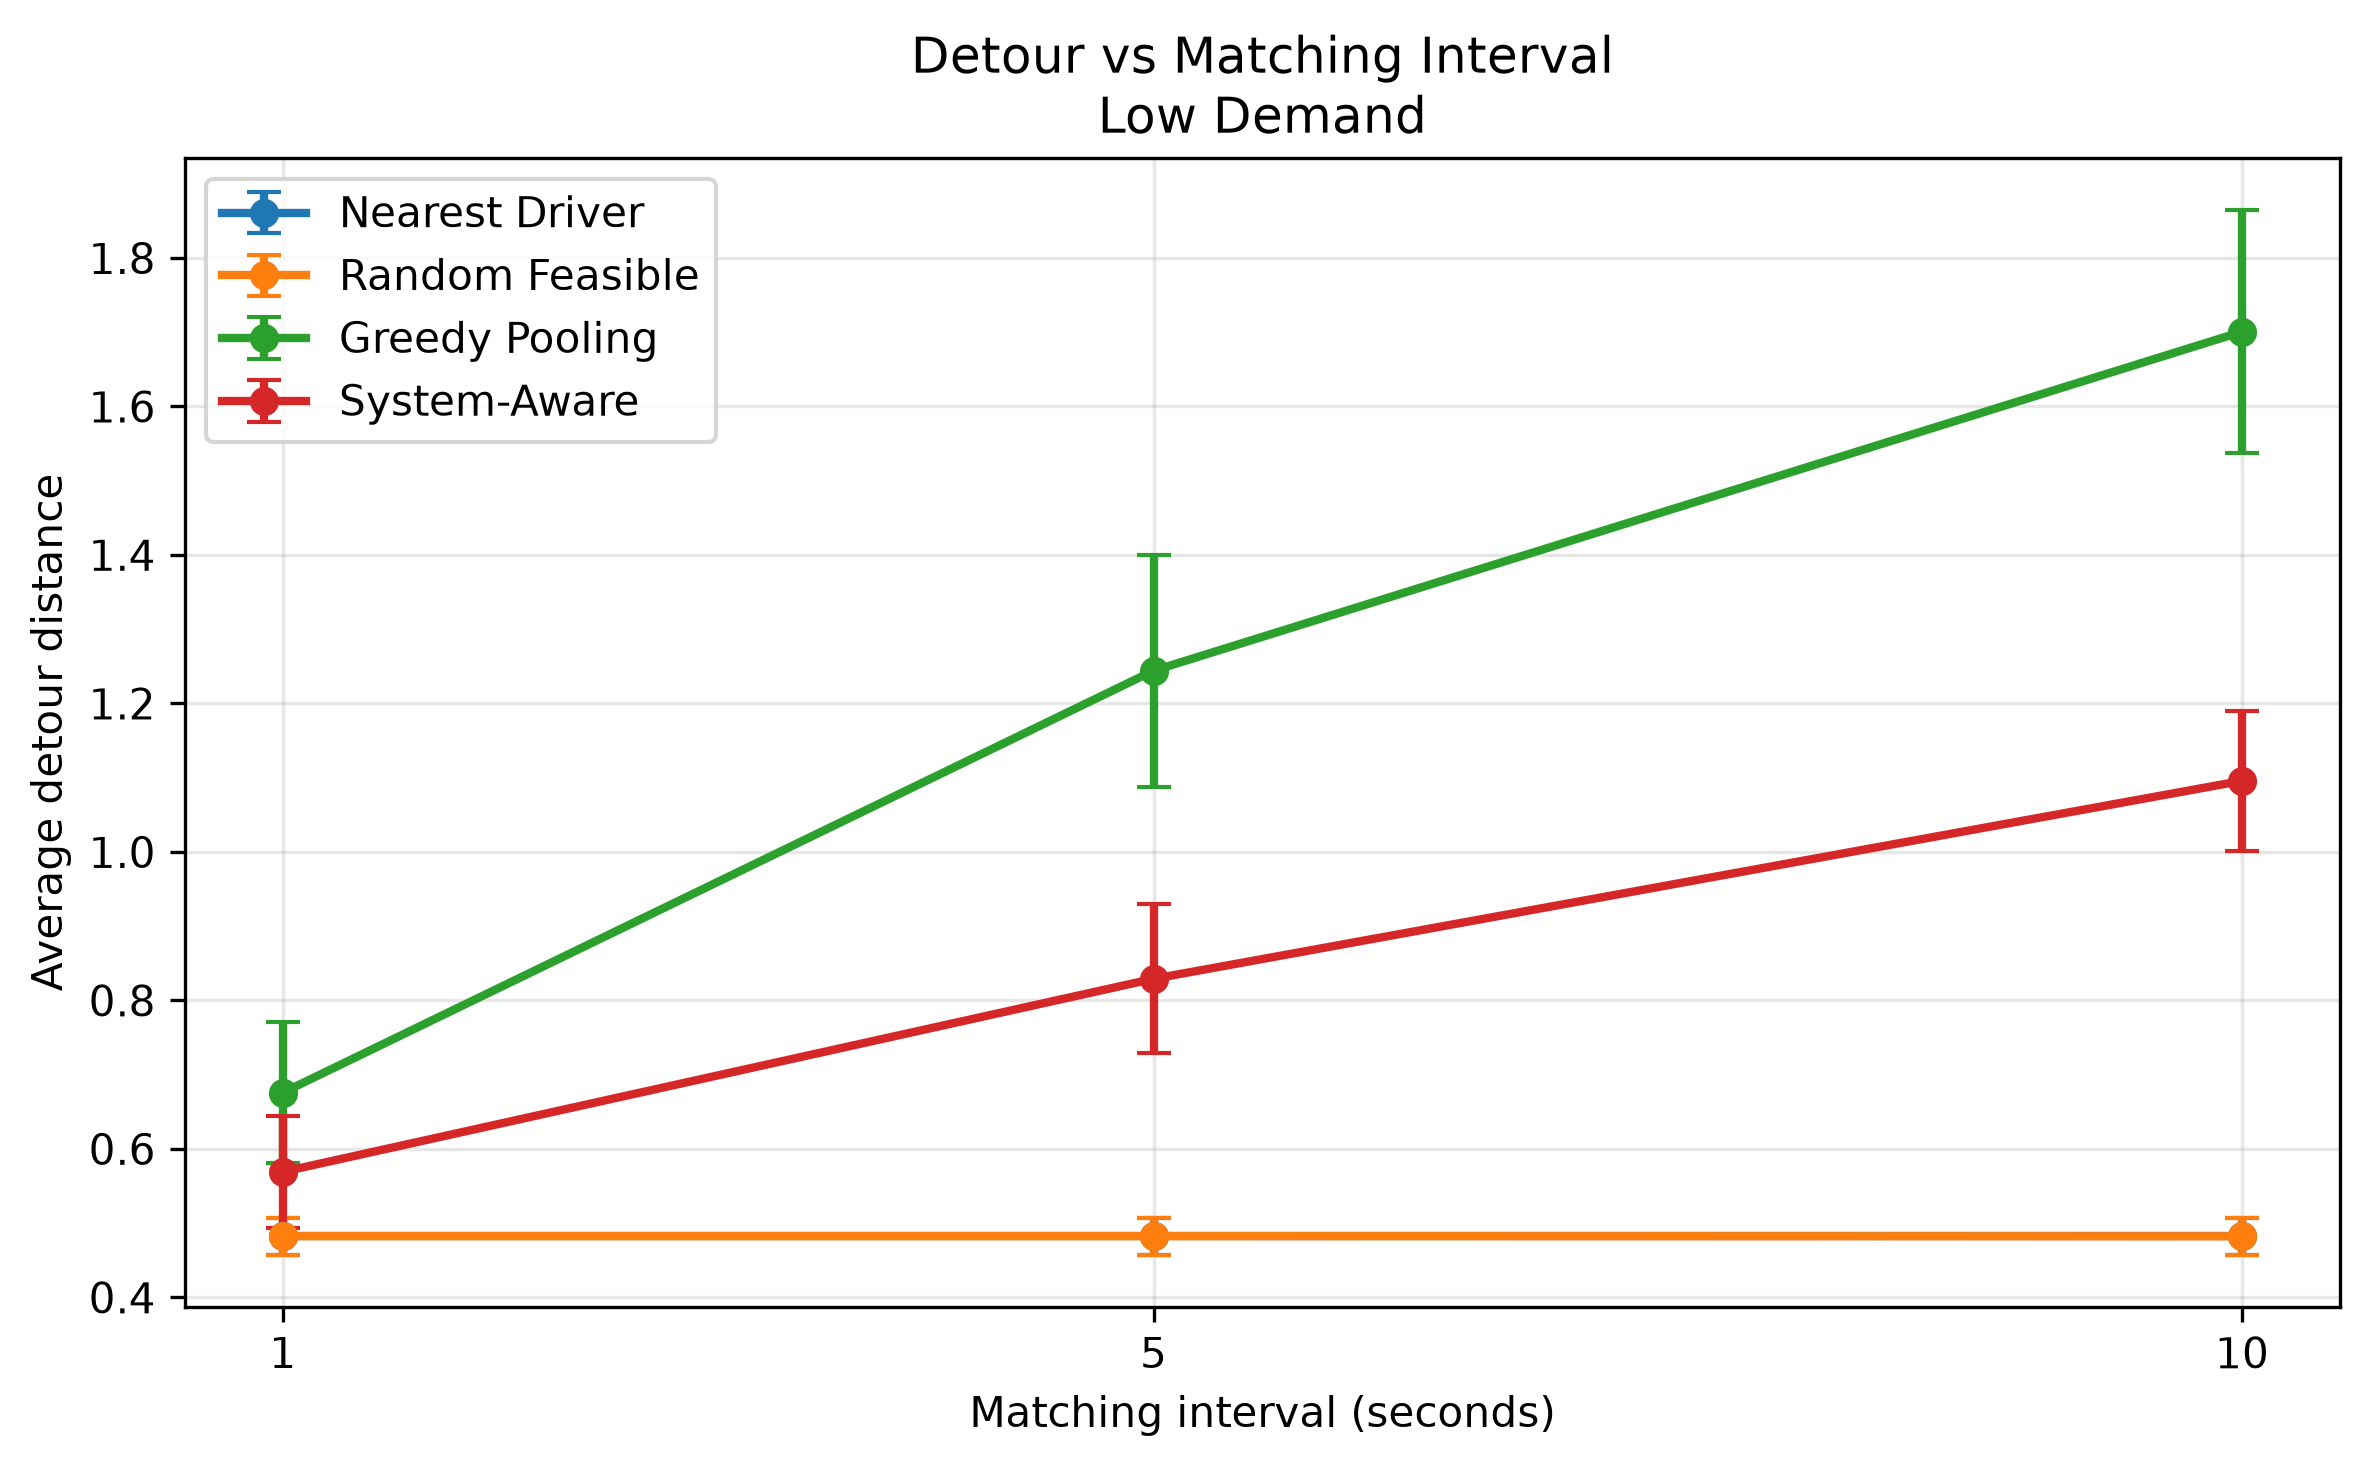 Detour vs Matching Interval
Low Demand
Nearest Driver
Random Feasible
Greedy Pooling
System-Aware
Average detour distance
1.8
1.6
1.4
1.2
1.0
0.8
0.6
0.4
1 5 10
Matching interval (seconds)